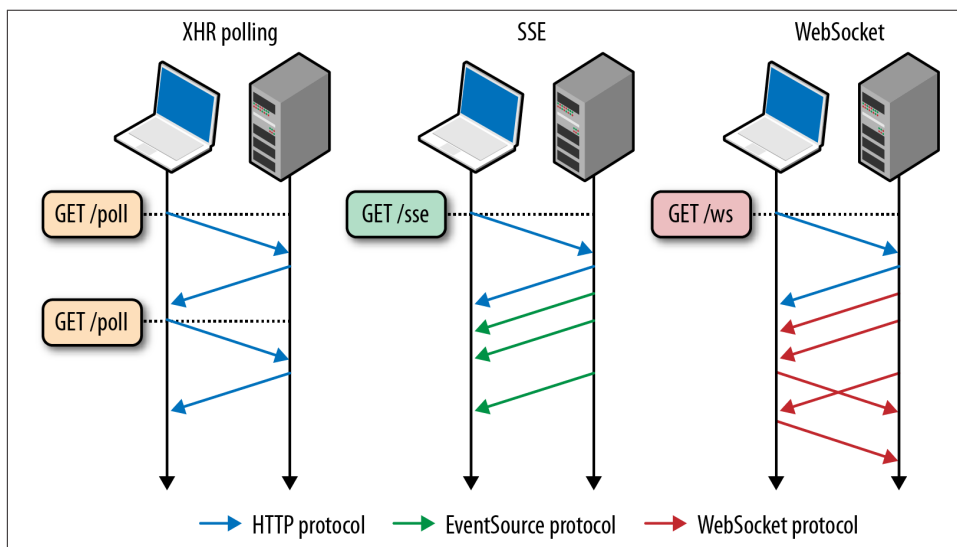 XHR polling
SSE
WebSocket
GET /poll
GET /sse
GET /ws
GET /poll
HTTP protocol
EventSource protocol
WebSocket protocol